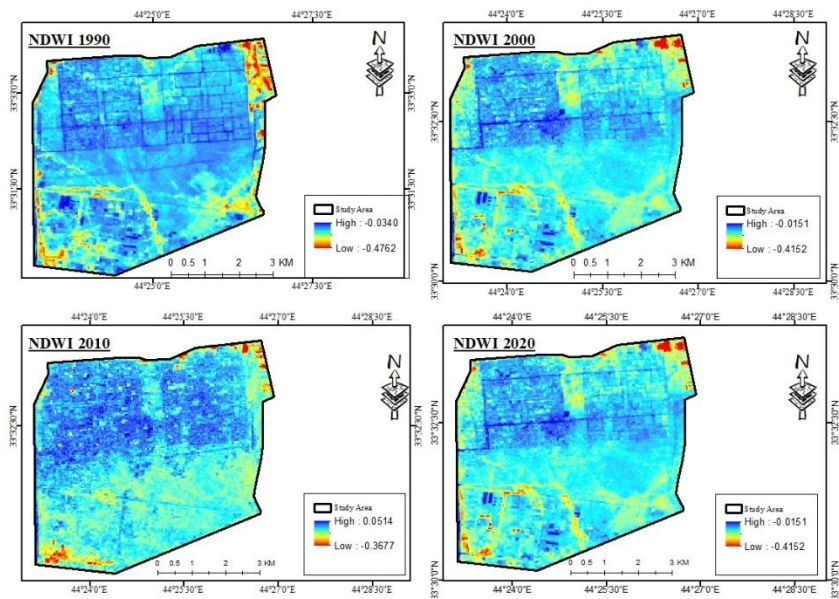 44°25'0"E 44°27'30"E
NDWI 1990
N
33°33'0"N
33°31'30"N
Study Area
High : -0.0340
Low : -0.4762
0 0.5 1 2 3 KM
44°25'0"E 44°27'30"E
44°24'0"E 44°25'30"E 44°27'0"E 44°28'30"E
NDWI 2000
N
33°32'30"N
33°30'0"N
Study Area
High : -0.0151
Low : -0.4152
0 0.5 1 2 3 KM
44°24'0"E 44°25'30"E 44°27'0"E 44°28'30"E
44°24'0"E 44°25'30"E 44°27'0"E 44°28'30"E
NDWI 2010
N
33°32'30"N
Study Area
High : 0.0514
Low : -0.3677
0 0.5 1 2 3 KM
44°24'0"E 44°25'30"E 44°27'0"E 44°28'30"E
44°24'0"E 44°25'30"E 44°27'0"E 44°28'30"E
NDWI 2020
N
33°32'30"N
33°30'0"N
Study Area
High : -0.0151
Low : -0.4152
0 0.5 1 2 3 KM
44°24'0"E 44°25'30"E 44°27'0"E 44°28'30"E